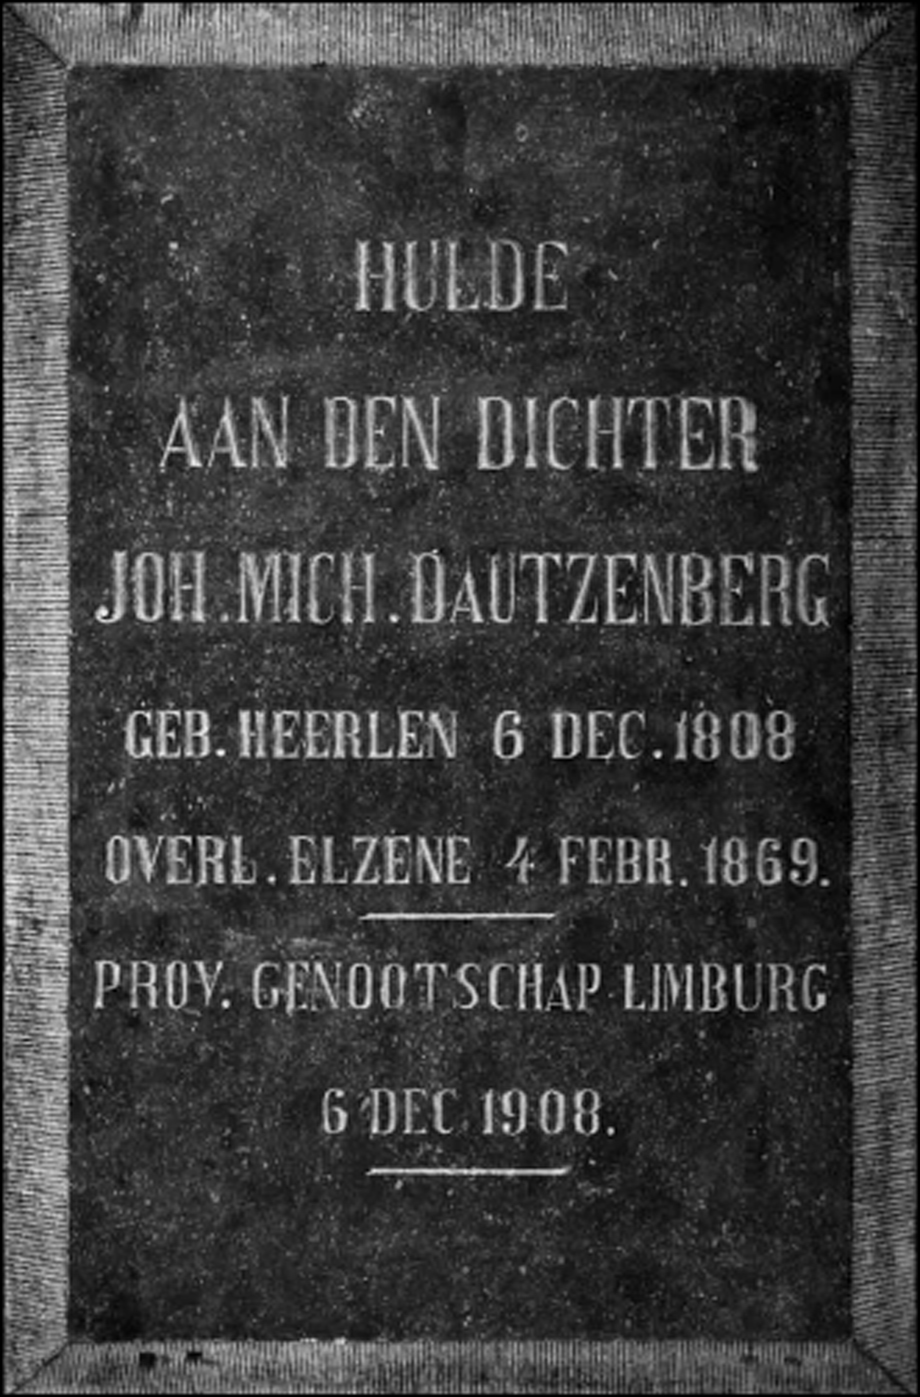 HULDE
AAN DEN DICHTER
JOH. MICH. DAUTZENBERG
GEB. HEERLEN 6 DEC. 1808
OVERL. ELZENE 4 FEBR. 1869.
PROV. GENOOTSCHAP LIMBURG
6 DEC 1908.